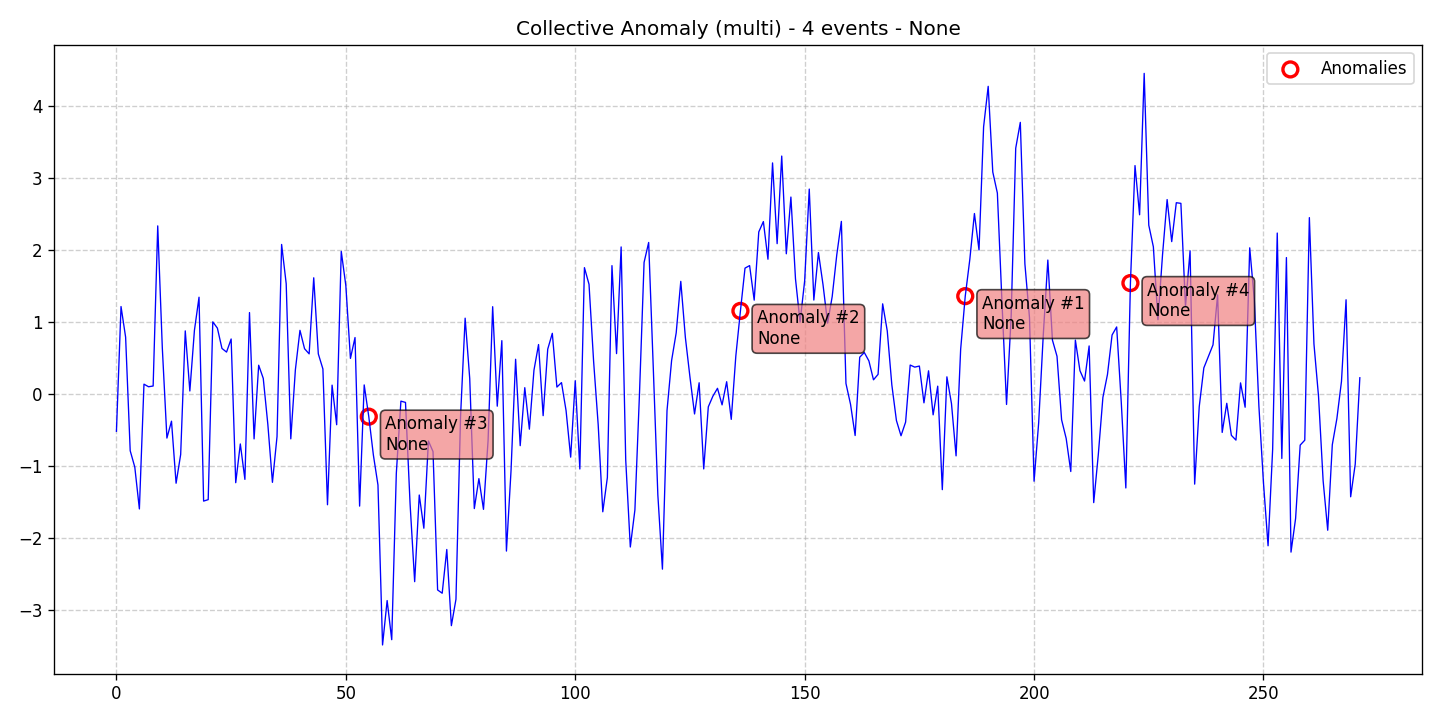 Collective Anomaly (multi) - 4 events - None
Anomalies
4
3
2
1
0
−1
−2
−3
Anomaly #3
None
Anomaly #2
None
Anomaly #1
None
Anomaly #4
None
0
50
100
150
200
250